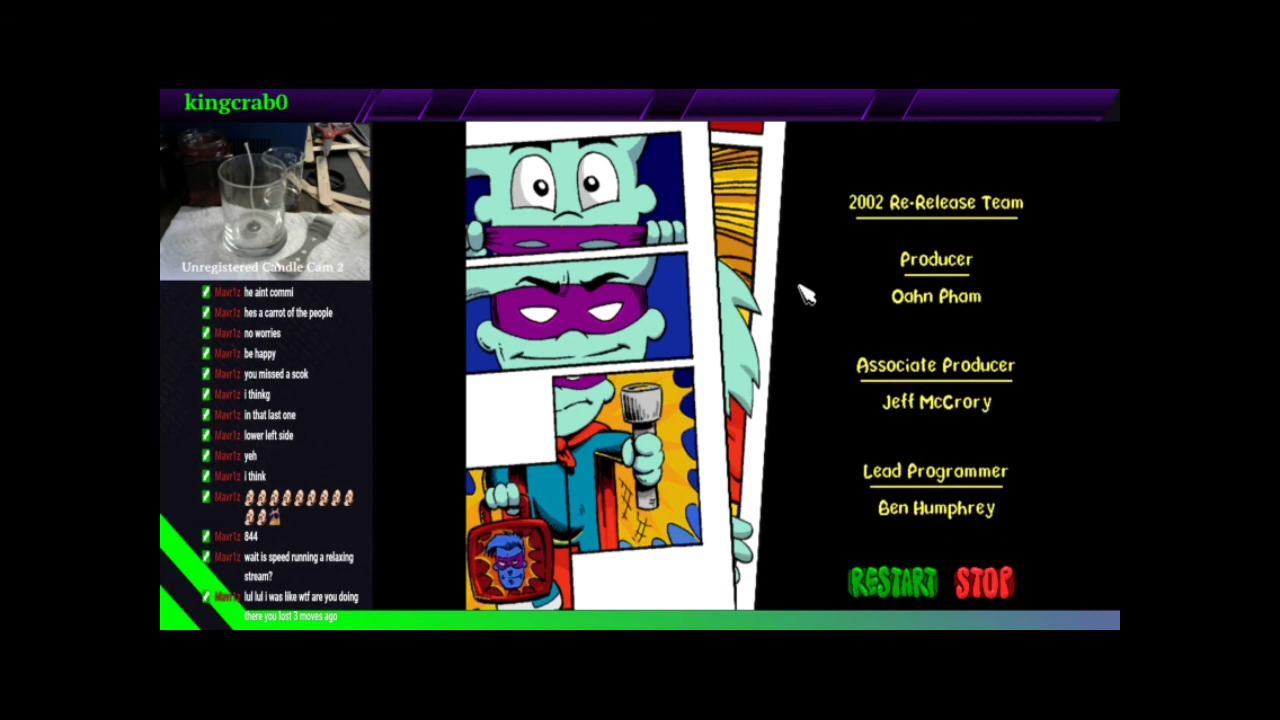 kingcrab0
Unregistered Candle Cam 2
Mavr1z he aint commi
Mavr1z hes a carrot of the people
Mavr1z no worries
Mavr1z be happy
Mavr1z you missed a scok
Mavr1z i thinkg
Mavr1z in that last one
Mavr1z lower left side
Mavr1z yeh
Mavr1z i think
Mavr1z
Mavr1z 844
Mavr1z wait is speed running a relaxing
stream?
Mavr1z lul lul i was like wtf are you doing
there you lost 3 moves ago
2002 Re-Release Team
Producer
Oahn Pham
Associate Producer
Jeff McCrory
Lead Programmer
Ben Humphrey
RESTART STOP